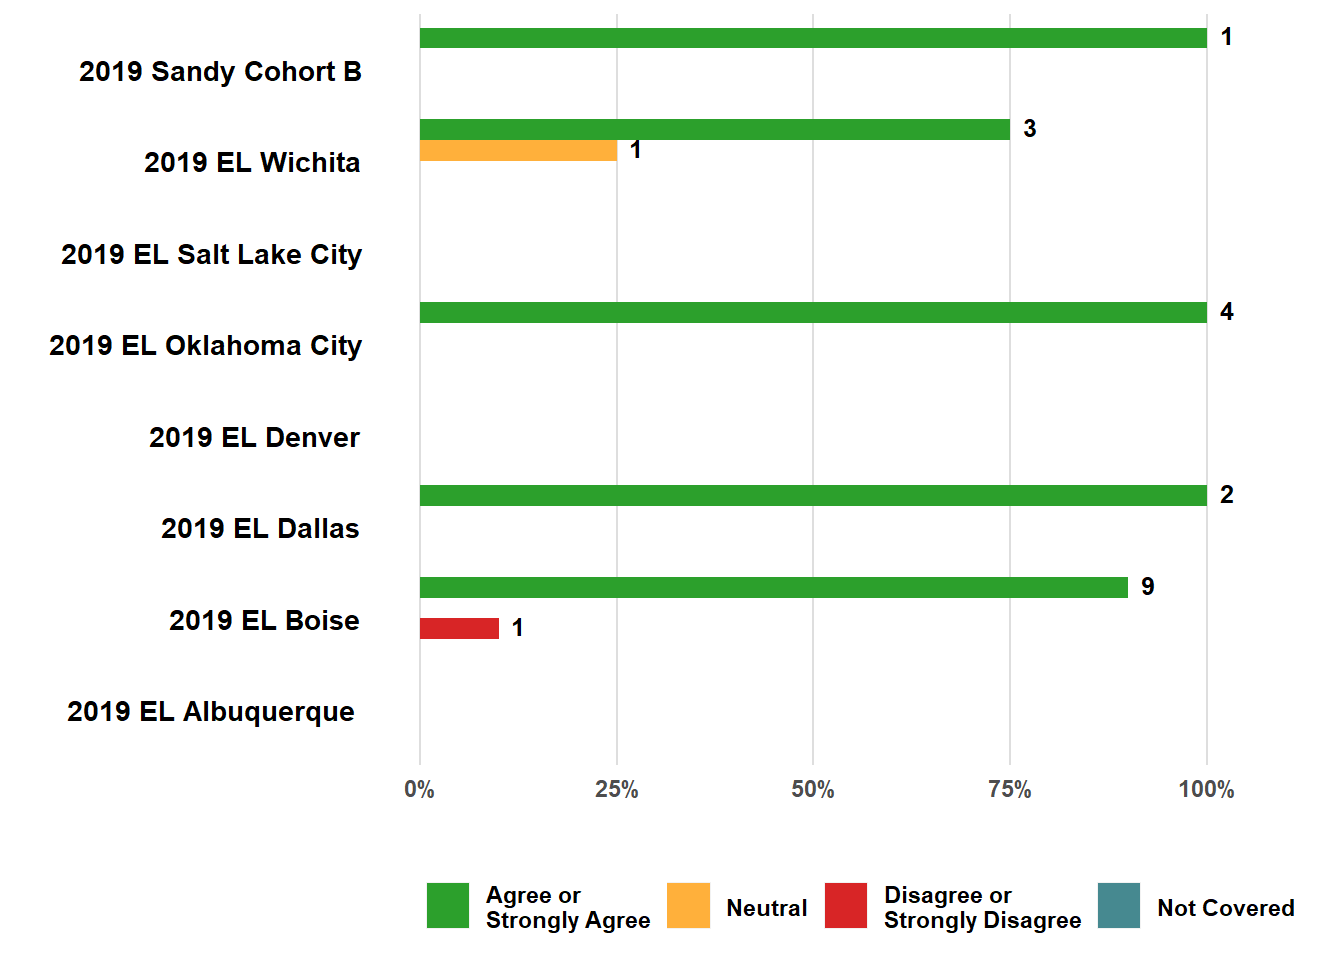 1
2019 Sandy Cohort B
3
1
2019 EL Wichita
2019 EL Salt Lake City
4
2019 EL Oklahoma City
2019 EL Denver
2
2019 EL Dallas
9
2019 EL Boise
1
2019 EL Albuquerque
0% 25% 50% 75% 100%
Agree or
Strongly Agree
Neutral
Disagree or
Strongly Disagree
Not Covered